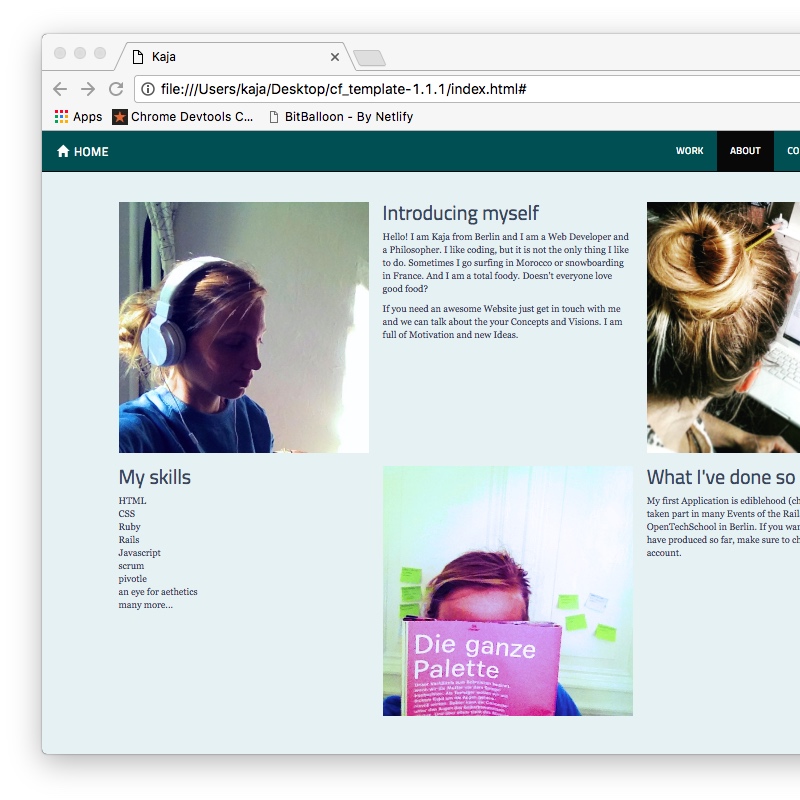 Kaja
file:///Users/kaja/Desktop/cf_template-1.1.1/index.html#
Apps Chrome Devtools C... BitBalloon - By Netlify
HOME WORK ABOUT CO
Introducing myself
Hello! I am Kaja from Berlin and I am a Web Developer and
a Philosopher. I like coding, but it is not the only thing I like
to do. Sometimes I go surfing in Morocco or snowboarding
in France. And I am a total foody. Doesn't everyone love
good food?
If you need an awesome Website just get in touch with me
and we can talk about the your Concepts and Visions. I am
full of Motivation and new Ideas.
My skills
HTML
CSS
Ruby
Rails
Javascript
scrum
pivotle
an eye for aethetics
many more...
Die ganze
Palette
What I've done so
My first Application is ediblehood (ch
taken part in many Events of the Rail
OpenTechSchool in Berlin. If you wan
have produced so far, make sure to ch
account.